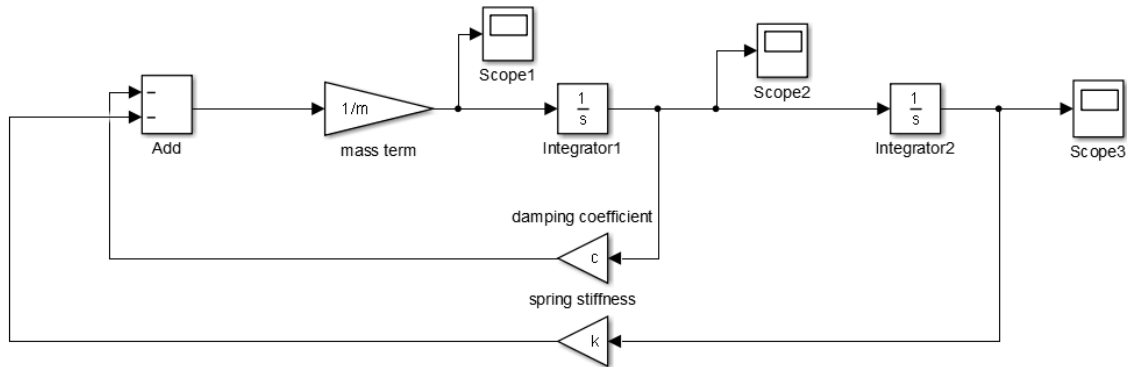 Scope1
Scope2
Scope3
−
−
Add
1/m
mass term
1
s
Integrator1
1
s
Integrator2
damping coefficient
c
spring stiffness
k